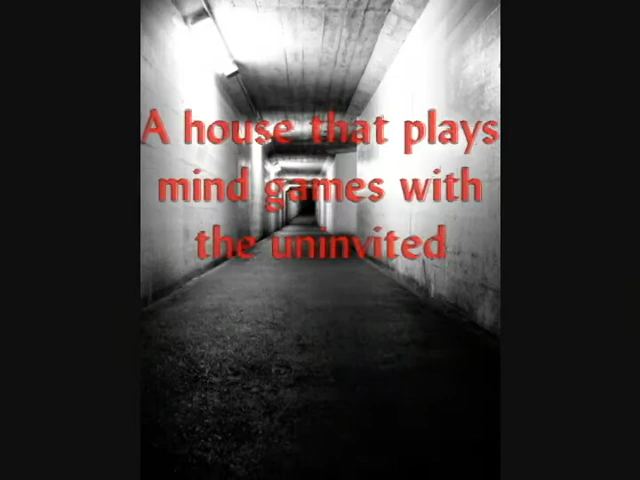 A house that plays
mind games with
the uninvited